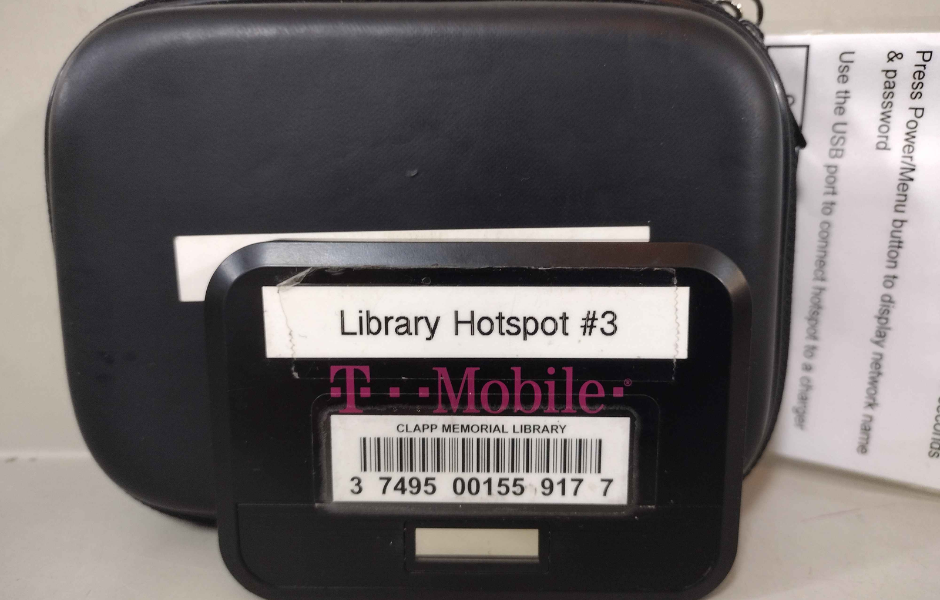 Library Hotspot #3
T··Mobile·®
CLAPP MEMORIAL LIBRARY
3 7495 00155 917 7
Press Power/Menu button to display network name
& password
Use the USB port to connect hotspot to a charger